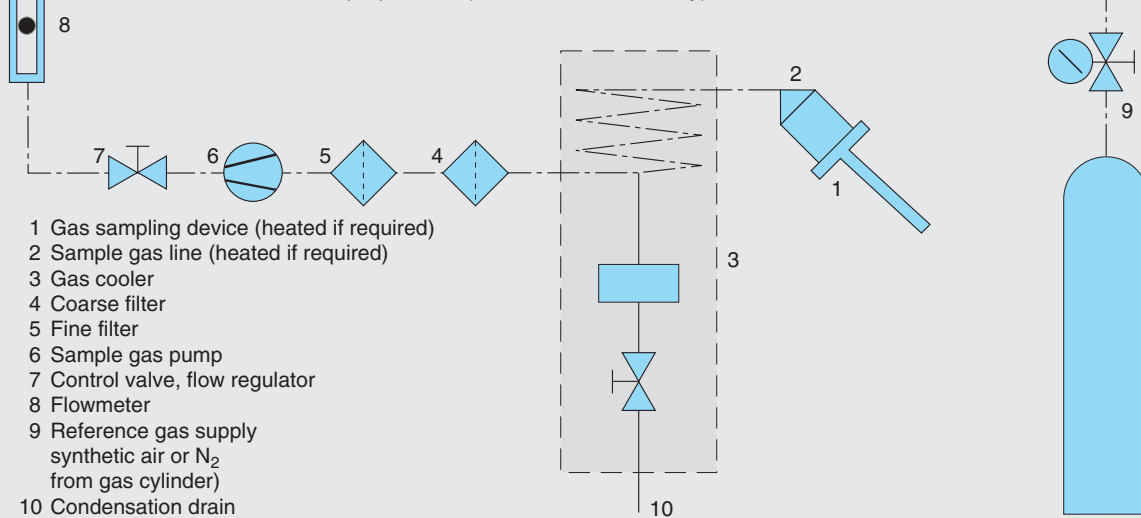 8
2
9
7
6
5
4
1
3
1 Gas sampling device (heated if required)
2 Sample gas line (heated if required)
3 Gas cooler
4 Coarse filter
5 Fine filter
6 Sample gas pump
7 Control valve, flow regulator
8 Flowmeter
9 Reference gas supply
synthetic air or N₂
from gas cylinder)
10 Condensation drain
10